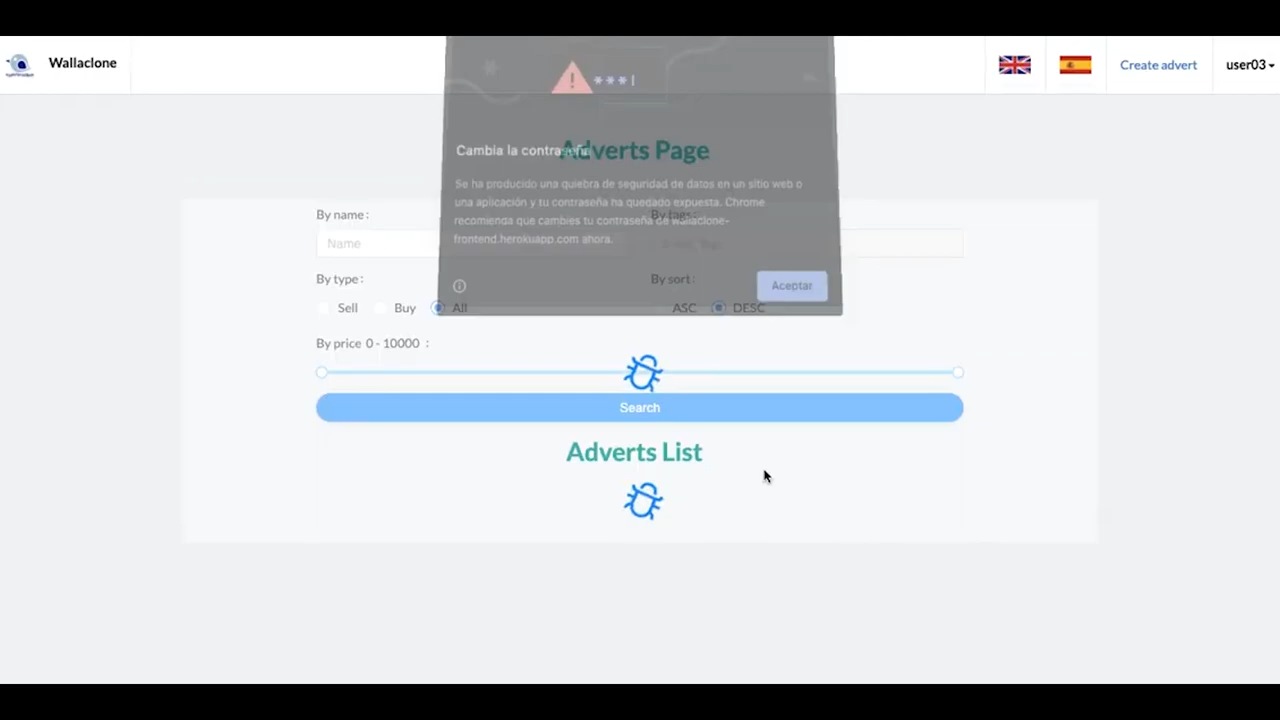 Wallaclone
Create advert
user03
***|
Adverts Page
Cambia la contraseña
Se ha producido una quiebra de seguridad de datos en un sitio web o
una aplicación y tu contraseña ha quedado expuesta. Chrome
recomienda que cambies tu contraseña de wallaclone-
frontend.herokuapp.com ahora.
Aceptar
By name :
By tags :
Name
By type :
By sort :
Sell Buy All
ASC DESC
By price 0 - 10000 :
Search
Adverts List